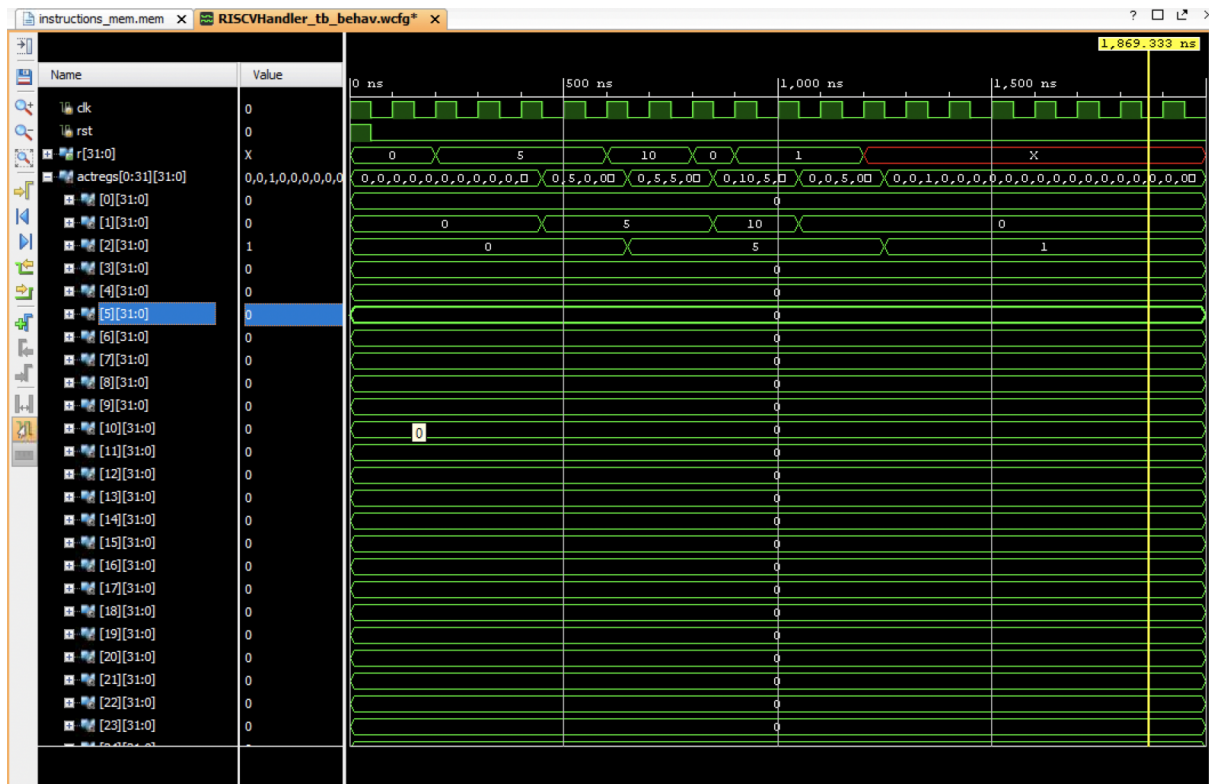 instructions_mem.mem RISCVHandler_tb_behav.wcfg*
1,869.333 ns
Name Value
0 ns 500 ns 1,000 ns 1,500 ns
clk 0
rst 0
r[31:0] X 0 5 10 0 1 X
actregs[0:31][31:0] 0,0,1,0,0,0,0,0,0 0,0,0,0,0,0,0,0,0,0,0,□ 0,5,0,0□ 0,5,5,0□ 0,10,5,□ 0,0,5,0□ 0,0,1,0,0,0,0,0,0,0,0,0,0,0,0,0,0,0□
[0][31:0] 0 0
[1][31:0] 0 0 5 10 0
[2][31:0] 1 0 5 1
[3][31:0] 0 0
[4][31:0] 0 0
[5][31:0] 0 0
[6][31:0] 0 0
[7][31:0] 0 0
[8][31:0] 0 0
[9][31:0] 0 0
[10][31:0] 0 0 0
[11][31:0] 0 0
[12][31:0] 0 0
[13][31:0] 0 0
[14][31:0] 0 0
[15][31:0] 0 0
[16][31:0] 0 0
[17][31:0] 0 0
[18][31:0] 0 0
[19][31:0] 0 0
[20][31:0] 0 0
[21][31:0] 0 0
[22][31:0] 0 0
[23][31:0] 0 0